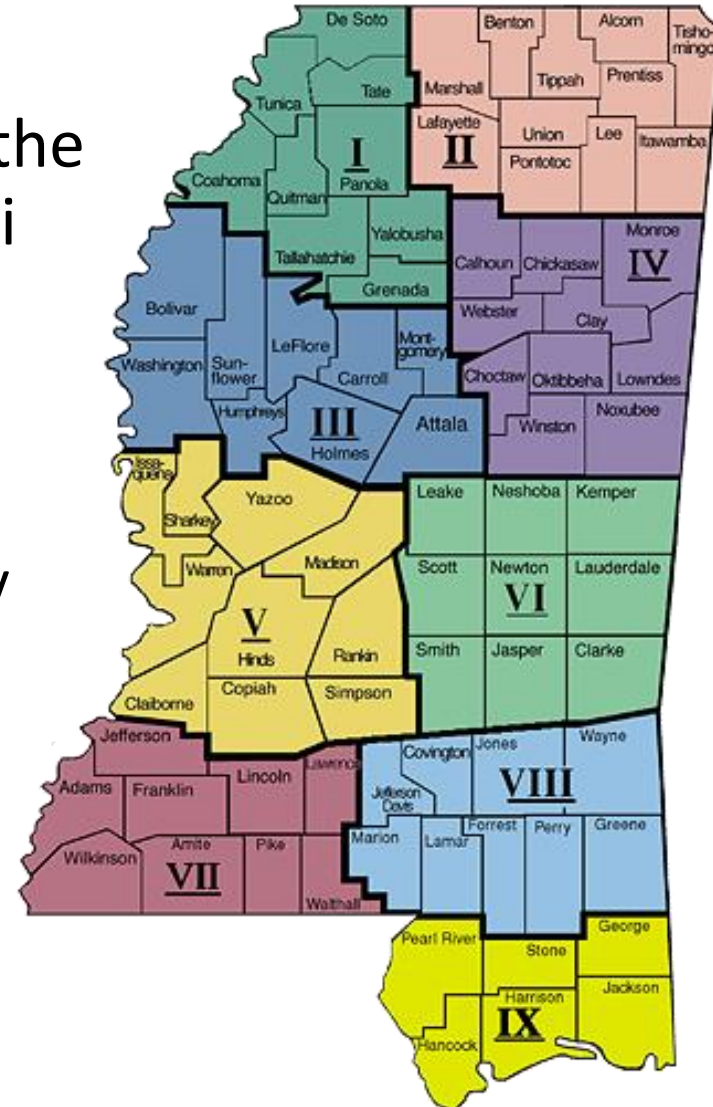 the
i
y
De Soto
Tunica
Tate
Coahoma
Quitman
I
Panola
Tallahatchie
Yalobusha
Grenada
Benton
Alcorn
Tisho-
mingo
Marshall
Tippah
Prentiss
Lafayette
II
Union
Lee
Itawamba
Pontotoc
Bolivar
Washington
Sun-
flower
LeFlore
Carroll
Mont-
gomery
Humphreys
III
Holmes
Attala
Monroe
Calhoun
Chickasaw
IV
Webster
Clay
Choctaw
Oktibbeha
Lowndes
Winston
Noxubee
Issa-
quena
Sharkey
Yazoo
Warren
Madison
V
Hinds
Rankin
Claiborne
Copiah
Simpson
Leake
Neshoba
Kemper
Scott
Newton
Lauderdale
VI
Smith
Jasper
Clarke
Jefferson
Adams
Franklin
Lincoln
Lawrence
Wilkinson
Amite
Pike
VII
Walthall
Covington
Jones
Wayne
Jefferson
Davis
VIII
Marion
Lamar
Forrest
Perry
Greene
Pearl River
Stone
George
Harrison
Jackson
IX
Hancock